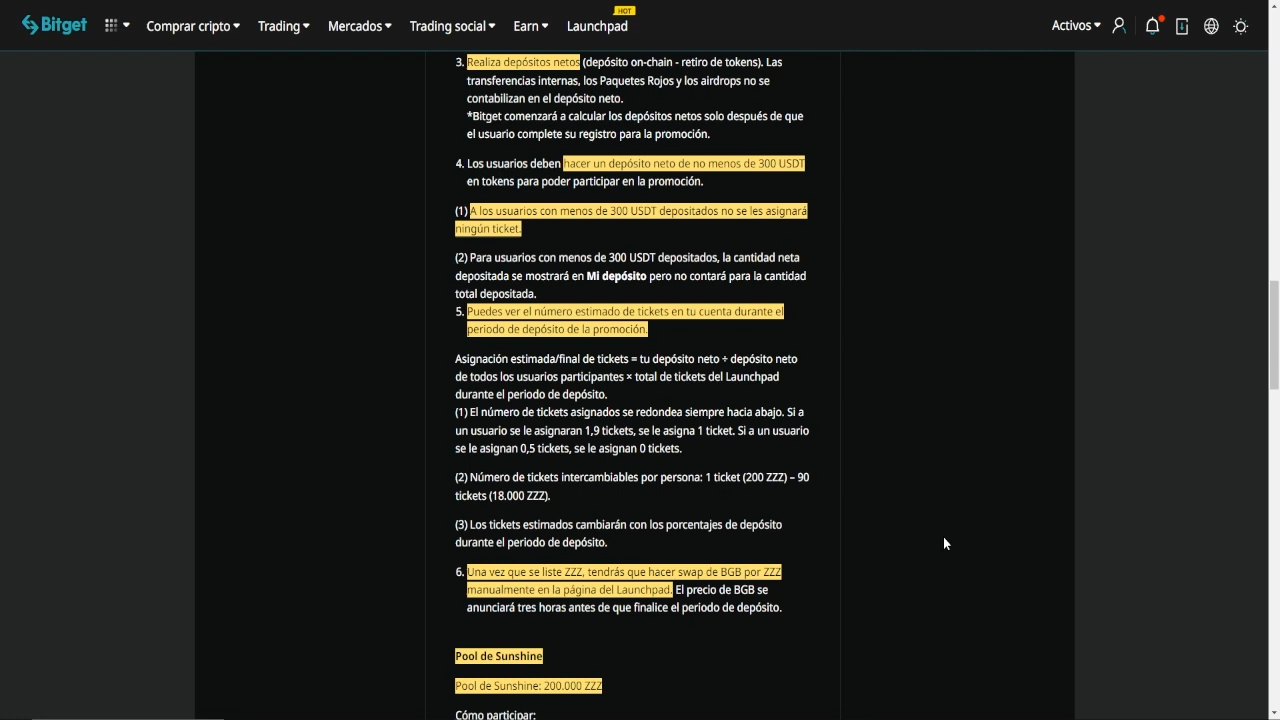 Bitget
Comprar cripto
Trading
Mercados
Trading social
Earn
Launchpad
HOT
Activos
3. Realiza depósitos netos (depósito on-chain - retiro de tokens). Las
transferencias internas, los Paquetes Rojos y los airdrops no se
contabilizan en el depósito neto.
*Bitget comenzará a calcular los depósitos netos solo después de que
el usuario complete su registro para la promoción.
4. Los usuarios deben hacer un depósito neto de no menos de 300 USDT
en tokens para poder participar en la promoción.
(1) A los usuarios con menos de 300 USDT depositados no se les asignará
ningún ticket.
(2) Para usuarios con menos de 300 USDT depositados, la cantidad neta
depositada se mostrará en Mi depósito pero no contará para la cantidad
total depositada.
5. Puedes ver el número estimado de tickets en tu cuenta durante el
periodo de depósito de la promoción.
Asignación estimada/final de tickets = tu depósito neto ÷ depósito neto
de todos los usuarios participantes × total de tickets del Launchpad
durante el periodo de depósito.
(1) El número de tickets asignados se redondea siempre hacia abajo. Si a
un usuario se le asignaran 1,9 tickets, se le asigna 1 ticket. Si a un usuario
se le asignan 0,5 tickets, se le asignan 0 tickets.
(2) Número de tickets intercambiables por persona: 1 ticket (200 ZZZ) – 90
tickets (18.000 ZZZ).
(3) Los tickets estimados cambiarán con los porcentajes de depósito
durante el periodo de depósito.
6. Una vez que se liste ZZZ, tendrás que hacer swap de BGB por ZZZ
manualmente en la página del Launchpad. El precio de BGB se
anunciará tres horas antes de que finalice el periodo de depósito.
Pool de Sunshine
Pool de Sunshine: 200.000 ZZZ
Cómo participar: